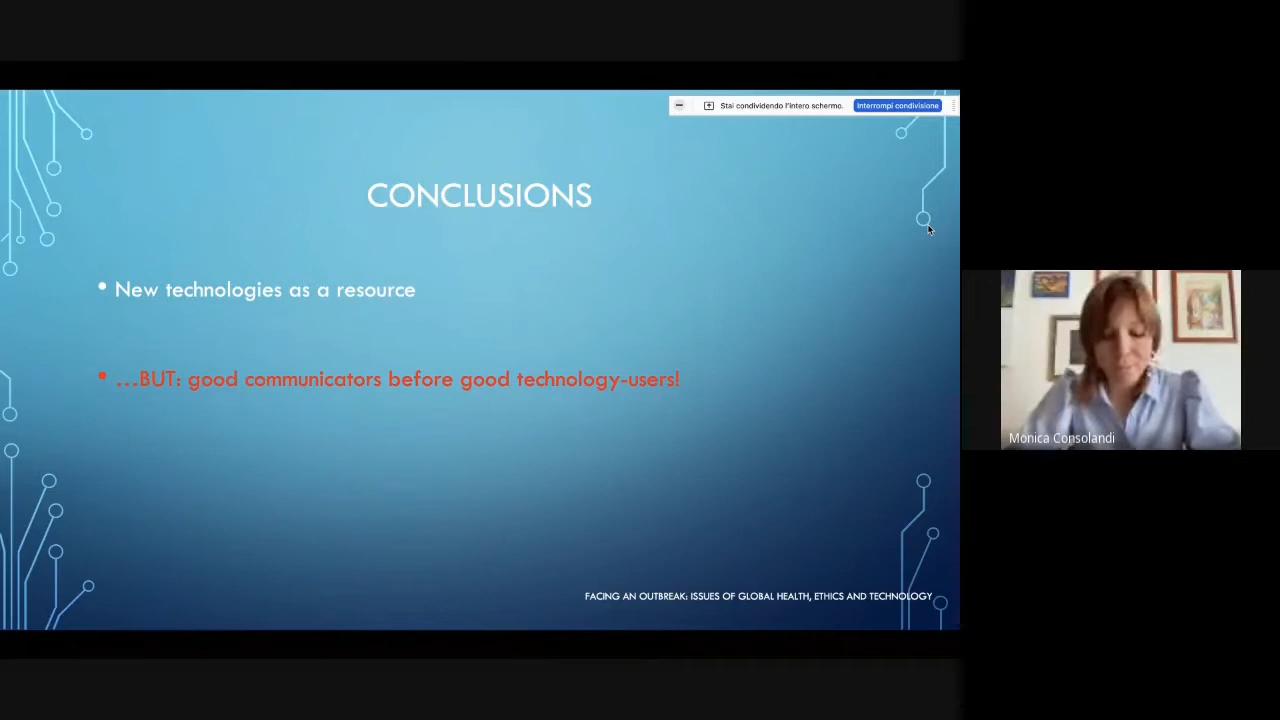 Stai condividendo l'intero schermo. Interrompi condivisione
CONCLUSIONS
• New technologies as a resource
• ...BUT: good communicators before good technology-users!
Monica Consolandi
FACING AN OUTBREAK: ISSUES OF GLOBAL HEALTH, ETHICS AND TECHNOLOGY